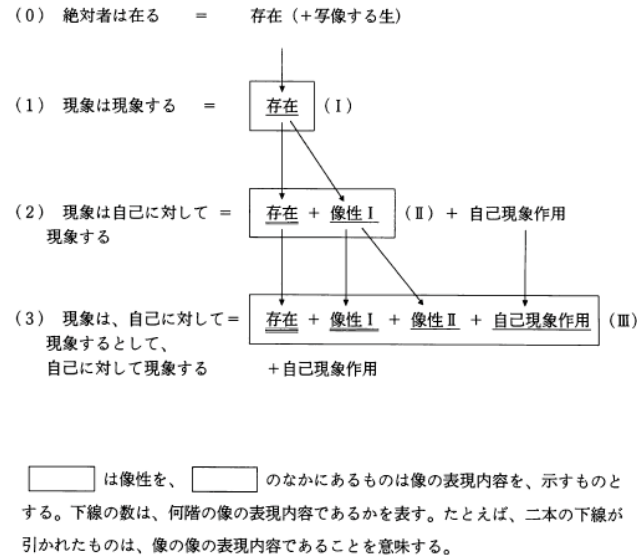 (0) 絶対者は在る = 存在(+写像する生)
(1) 現象は現象する = 存在 (Ⅰ)
(2) 現象は自己に対して = 存在 + 像性Ⅰ (Ⅱ) + 自己現象作用
現象する
(3) 現象は、自己に対して = 存在 + 像性Ⅰ + 像性Ⅱ + 自己現象作用 (Ⅲ)
現象するとして、
自己に対して現象する +自己現象作用
は像性を、 のなかにあるものは像の表現内容を、示すものと
する。下線の数は、何階の像の表現内容であるかを表す。たとえば、二本の下線が
引かれたものは、像の像の表現内容であることを意味する。